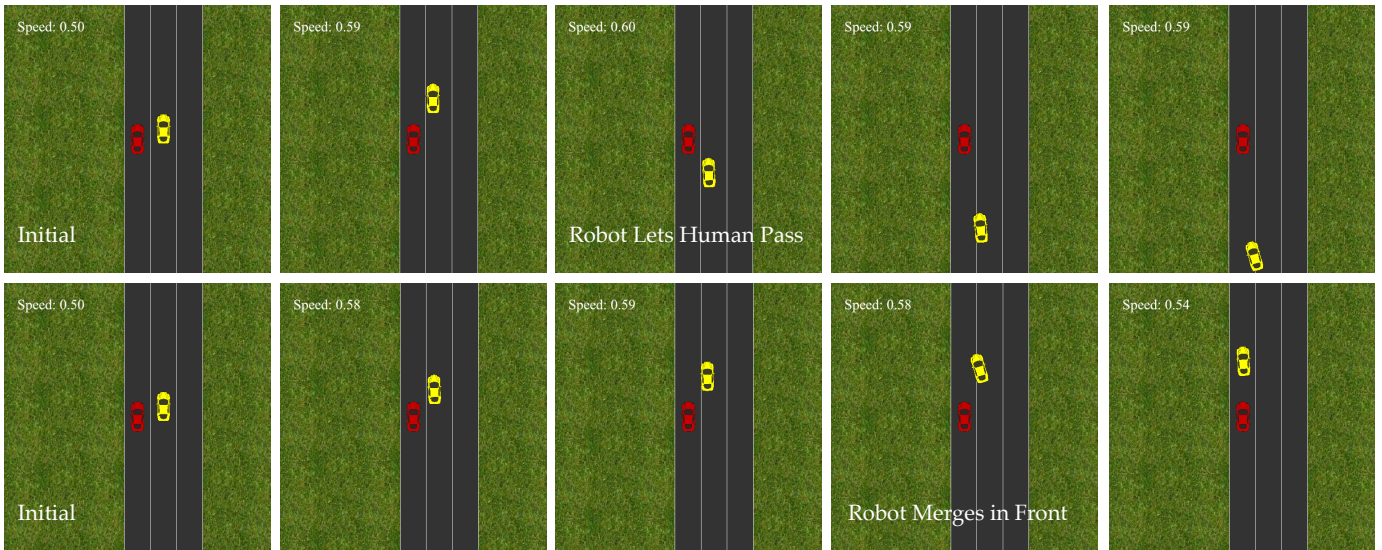 Speed: 0.50
Speed: 0.59
Speed: 0.60
Speed: 0.59
Speed: 0.59
Initial
Robot Lets Human Pass
Speed: 0.50
Speed: 0.58
Speed: 0.59
Speed: 0.58
Speed: 0.54
Initial
Robot Merges in Front